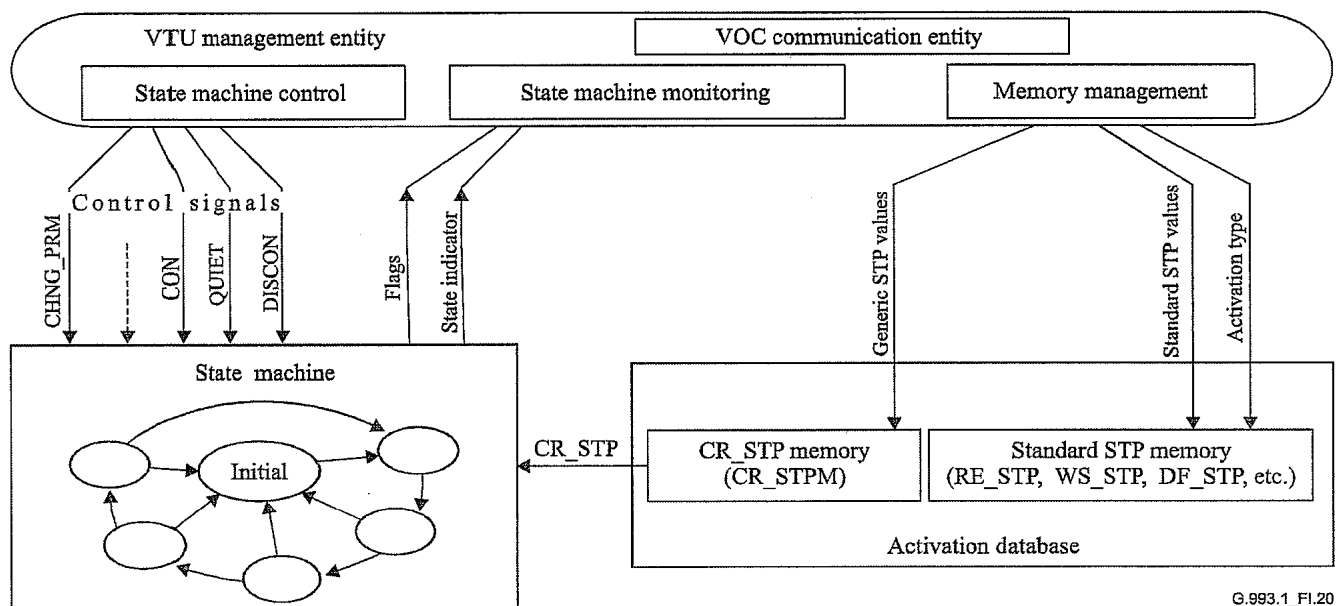 VTU management entity
VOC communication entity
State machine control
State machine monitoring
Memory management
Control signals
CHNG_PRM
CON
QUIET
DISCON
Flags
State indicator
Generic STP values
Standard STP values
Activation type
State machine
Initial
CR_STP
CR_STP memory
(CR_STPM)
Standard STP memory
(RE_STP, WS_STP, DF_STP, etc.)
Activation database
G.993.1_FI.20